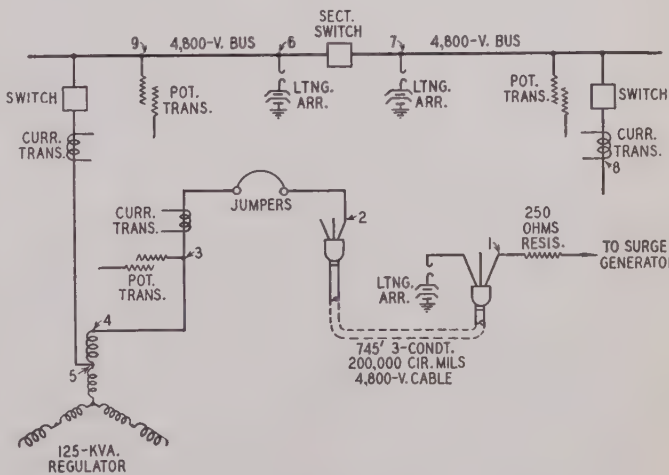 SECT.
SWITCH
9
4,800-V. BUS
6
7
4,800-V. BUS
SWITCH
POT.
TRANS.
LTNG.
ARR.
LTNG.
ARR.
POT.
TRANS.
SWITCH
CURR.
TRANS.
CURR.
TRANS.
8
CURR.
TRANS.
JUMPERS
2
3
POT.
TRANS.
1
250
OHMS
RESIS.
TO SURGE
GENERATOR
LTNG.
ARR.
4
5
745' 3-CONDT.
200,000 CIR. MILS
4,800-V. CABLE
125-KVA.
REGULATOR